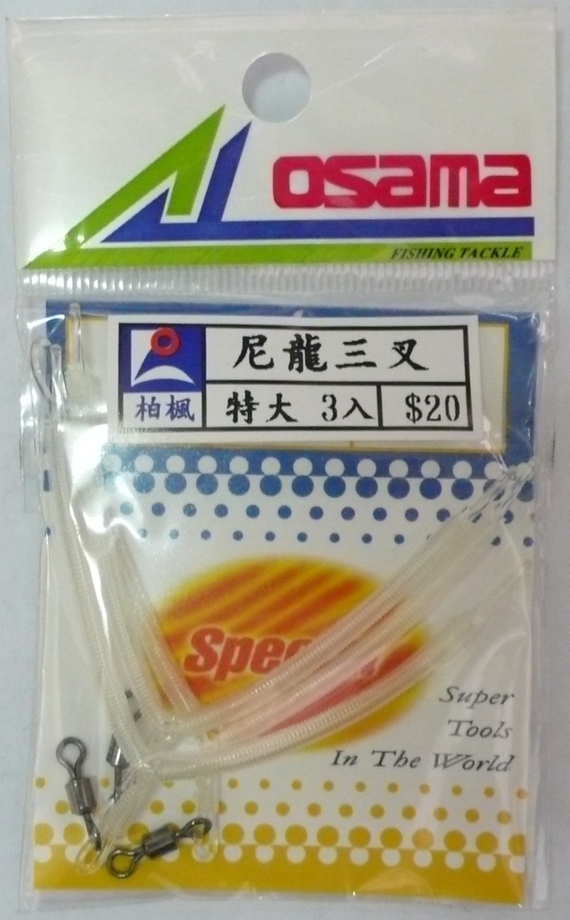 osama
FISHING TACKLE
尼龍三叉
柏楓 特大 3入 $20
Super
Tools
In The World